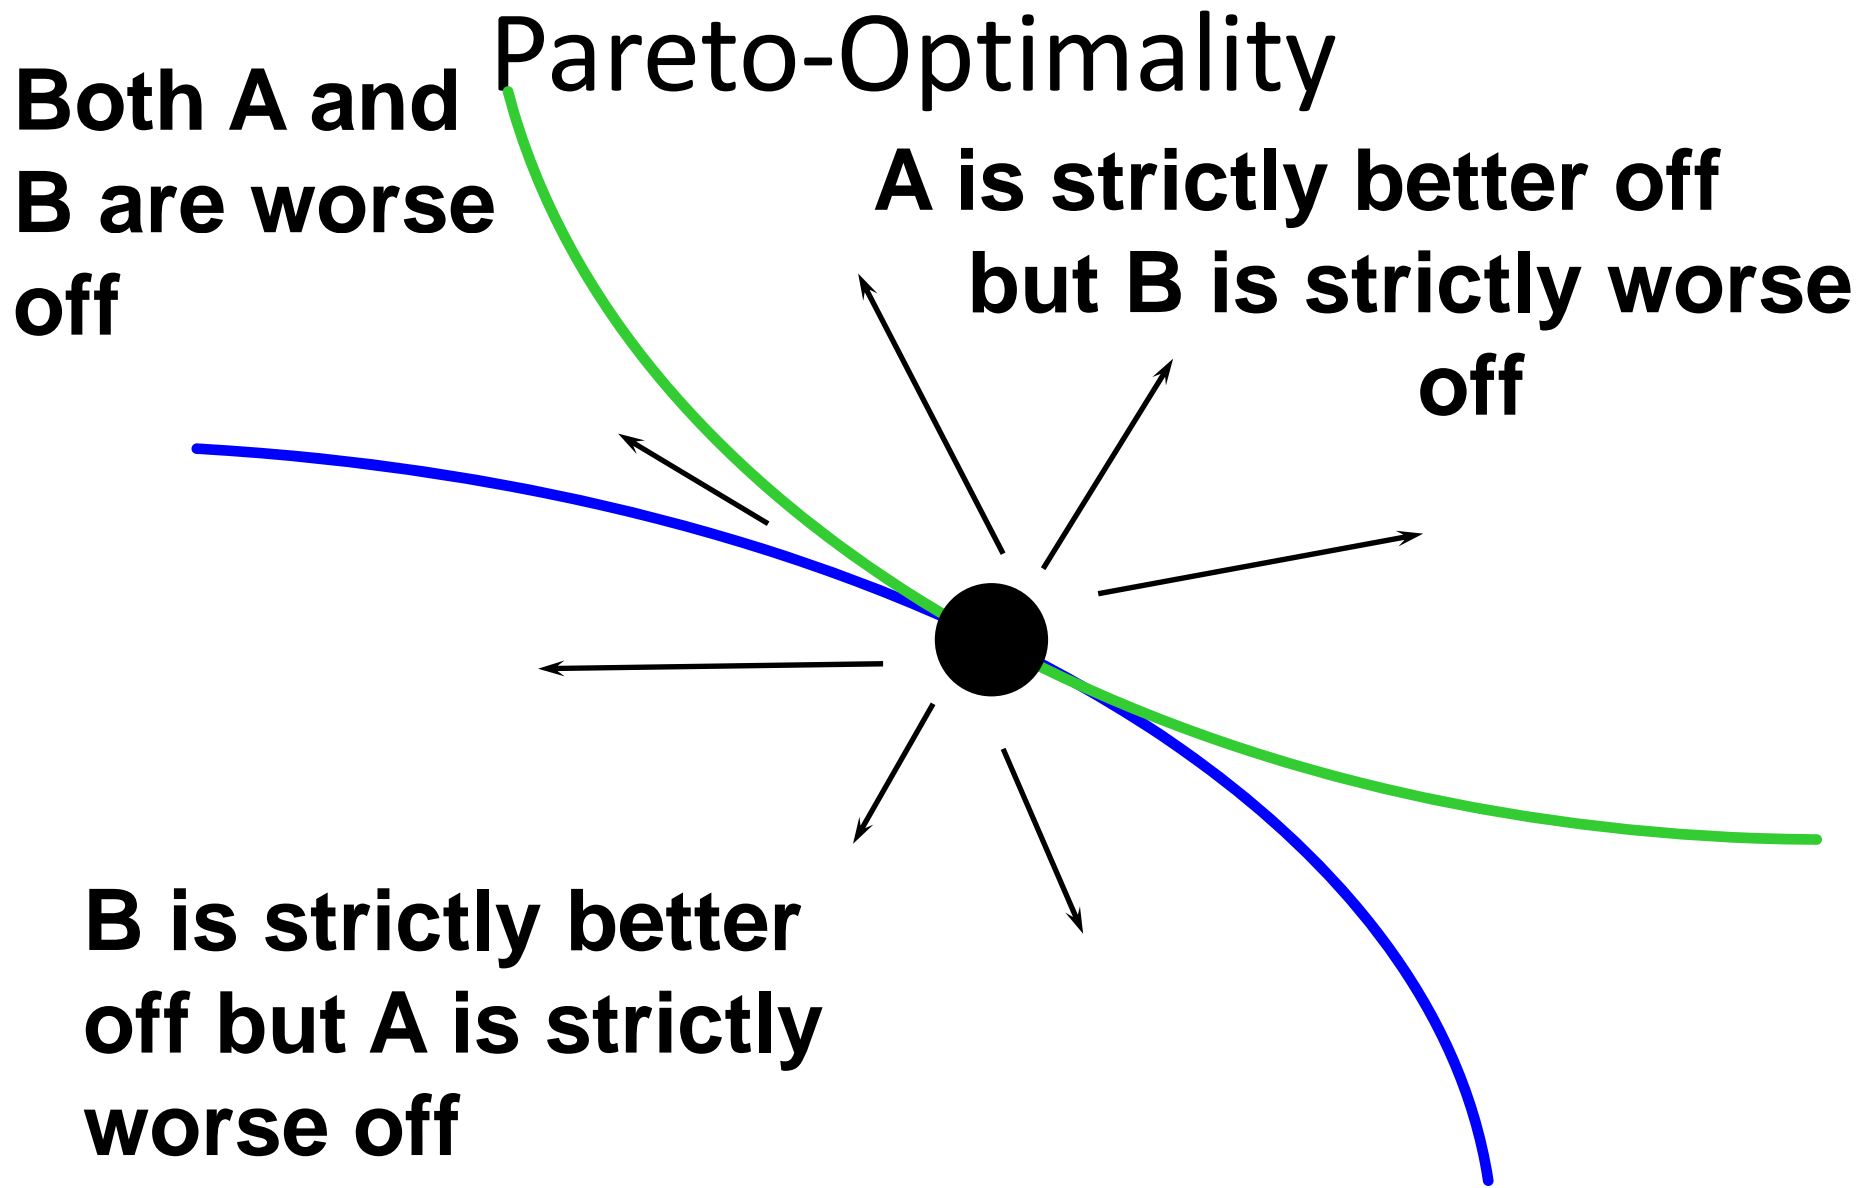 Pareto-Optimality
Both A and
B are worse
off
A is strictly better off
but B is strictly worse
off
B is strictly better
off but A is strictly
worse off